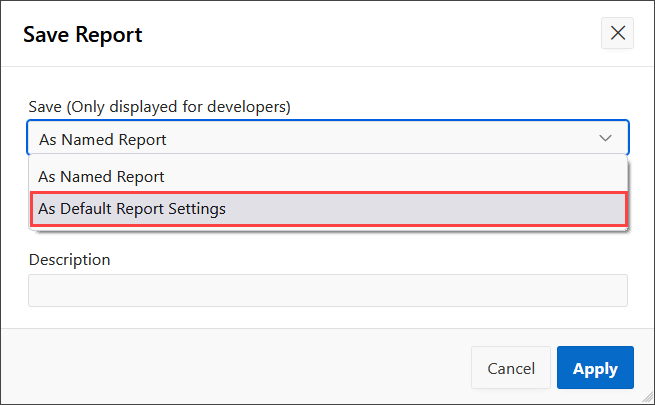 Save Report
Save (Only displayed for developers)
As Named Report
As Named Report
As Default Report Settings
Description
Cancel
Apply